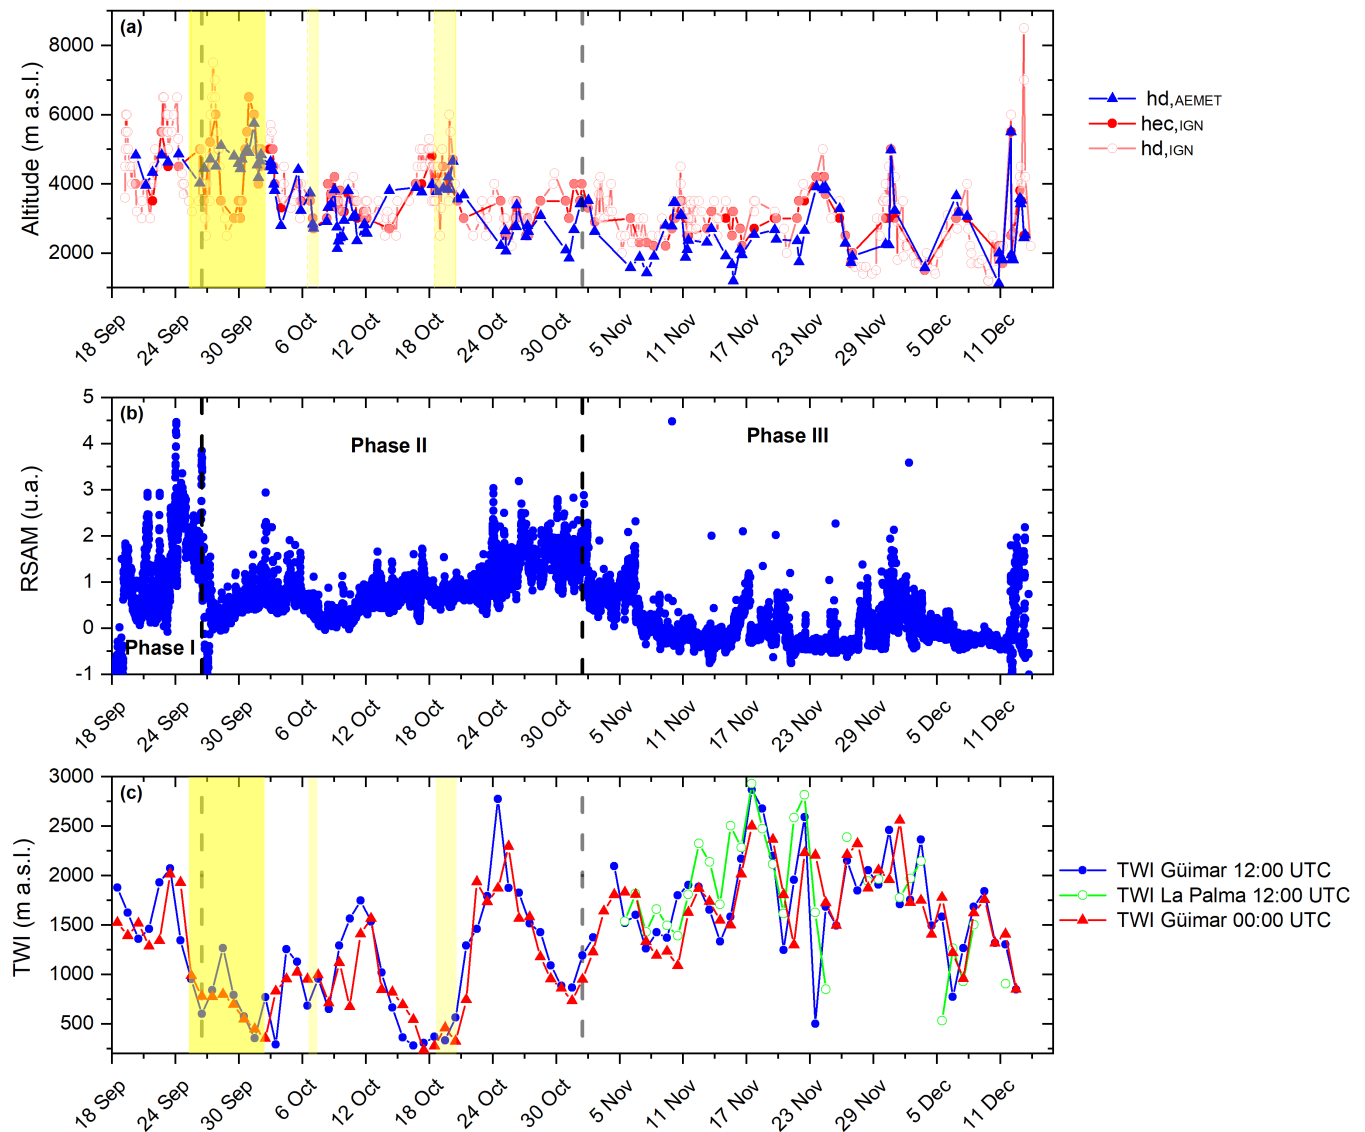 (a)
8000
6000
4000
2000
Altitude (m a.s.l.)
18 Sep
24 Sep
30 Sep
6 Oct
12 Oct
18 Oct
24 Oct
30 Oct
5 Nov
11 Nov
17 Nov
23 Nov
29 Nov
5 Dec
11 Dec
hd,AEMET
hec,IGN
hd,IGN
(b)
5
4
3
2
1
0
-1
RSAM (u.a.)
Phase I
Phase II
Phase III
18 Sep
24 Sep
30 Sep
6 Oct
12 Oct
18 Oct
24 Oct
30 Oct
5 Nov
11 Nov
17 Nov
23 Nov
29 Nov
5 Dec
11 Dec
(c)
3000
2500
2000
1500
1000
500
TWI (m a.s.l.)
18 Sep
24 Sep
30 Sep
6 Oct
12 Oct
18 Oct
24 Oct
30 Oct
5 Nov
11 Nov
17 Nov
23 Nov
29 Nov
5 Dec
11 Dec
TWI Güimar 12:00 UTC
TWI La Palma 12:00 UTC
TWI Güimar 00:00 UTC